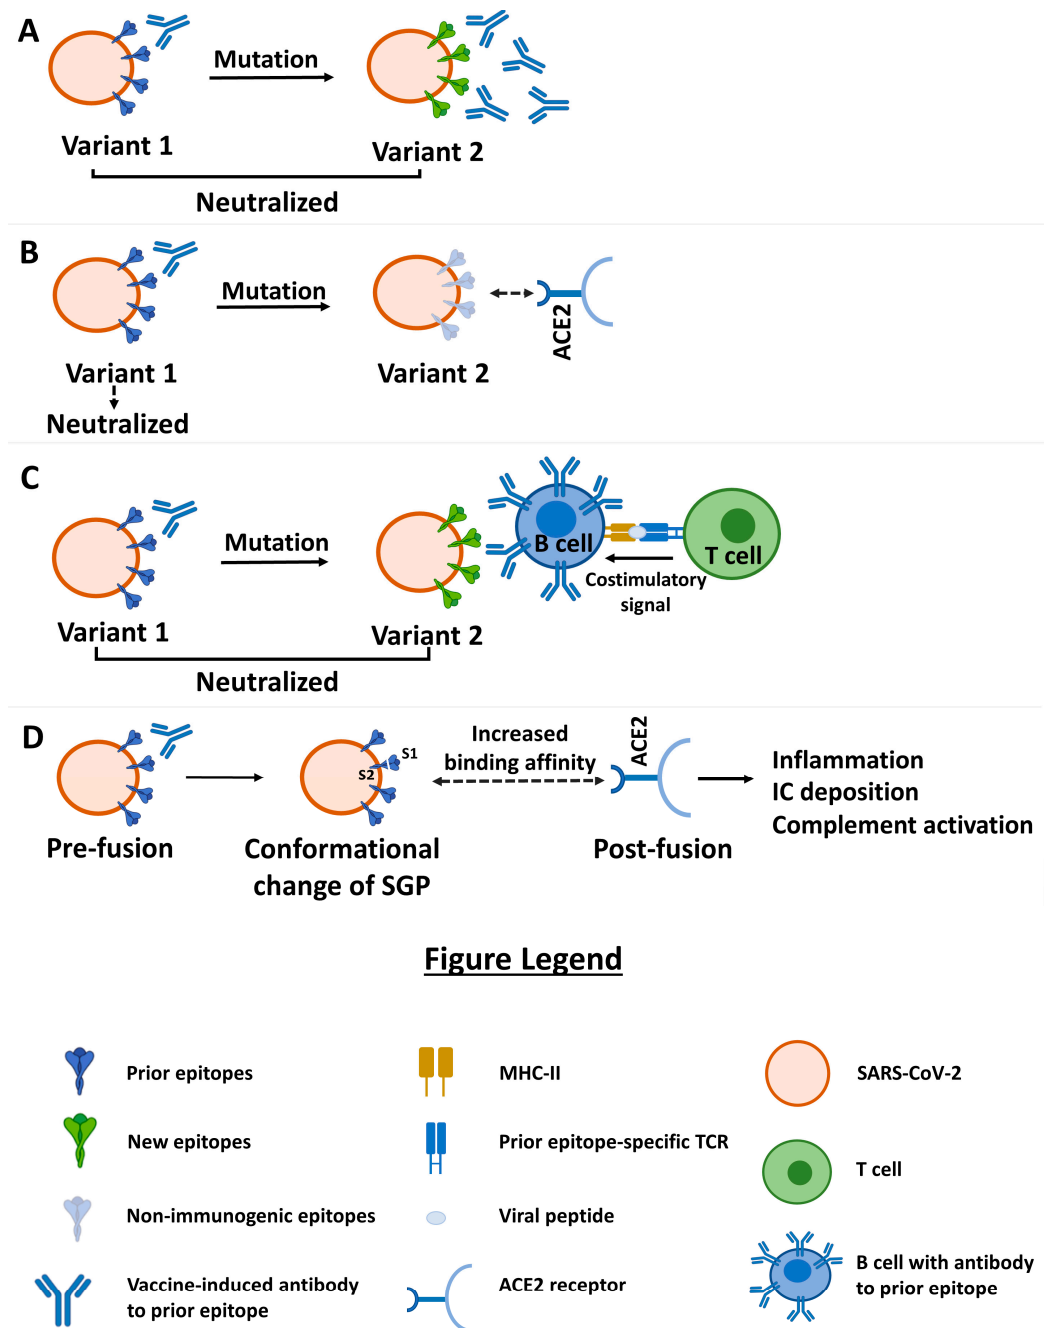 A
Mutation
Variant 1
Variant 2
Neutralized
B
Mutation
ACE2
Variant 1
Variant 2
Neutralized
C
Mutation
B cell
T cell
Costimulatory
signal
Variant 1
Variant 2
Neutralized
D
S1
S2
Increased
binding affinity
ACE2
Inflammation
IC deposition
Complement activation
Pre-fusion
Conformational
change of SGP
Post-fusion
Figure Legend
Prior epitopes
MHC-II
SARS-CoV-2
New epitopes
Prior epitope-specific TCR
T cell
Non-immunogenic epitopes
Viral peptide
Vaccine-induced antibody
to prior epitope
ACE2 receptor
B cell with antibody
to prior epitope